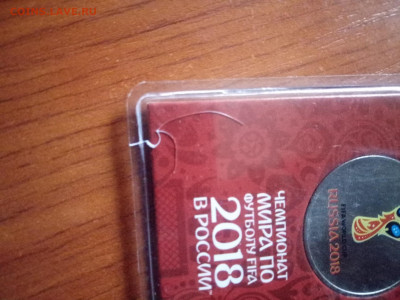 ЧЕМПИОНАТ
МИРА ПО
ФУТБОЛУ FIFA
2018
В РОССИИ
RUSSIA 2018